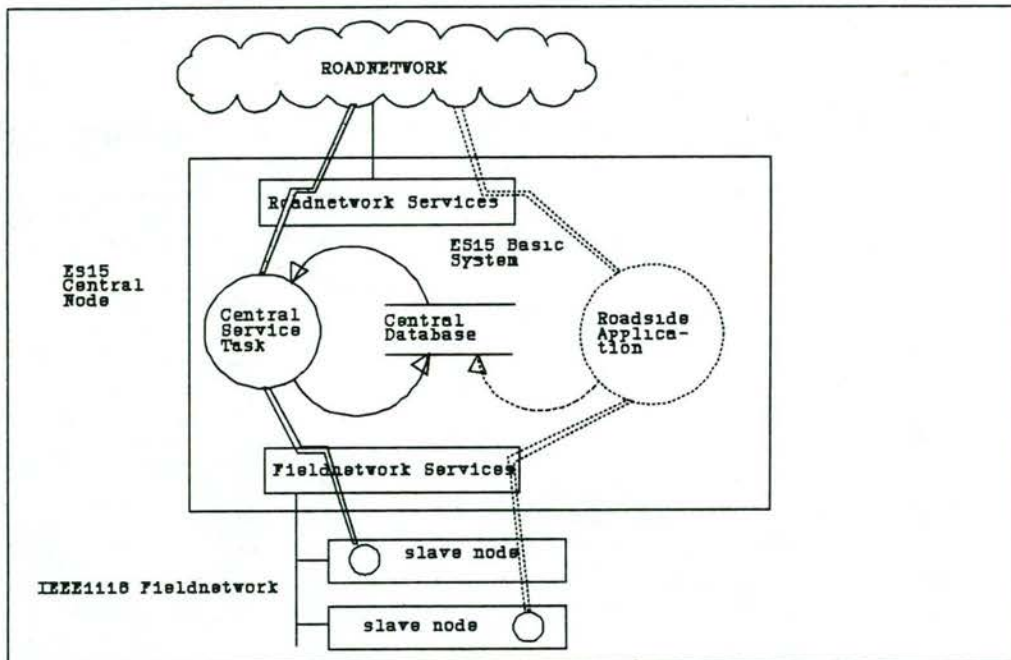 ROADNETWORK
Roadnetwork Services
ES15 Basic
System
ES15
Central
Node
Central
Service
Task
Central
Database
Roadside
Applica-
tion
Fieldnetwork Services
slave node
IEEE1118 Fieldnetwork
slave node